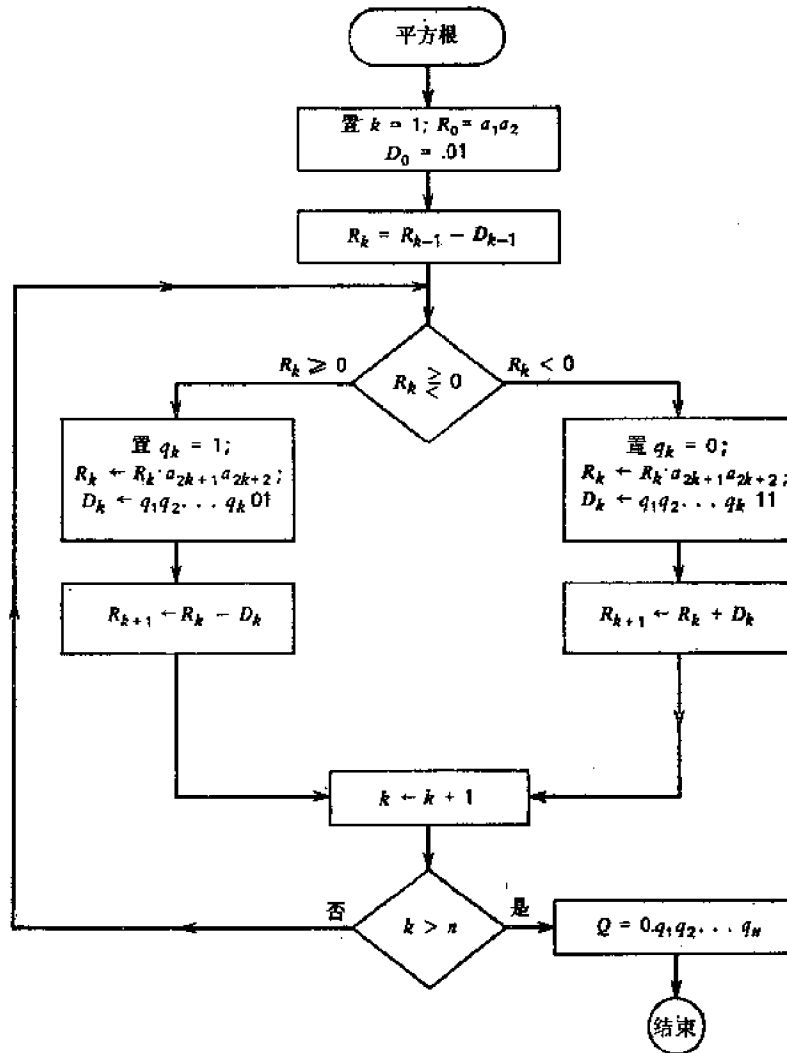 平方根
置 k = 1; R₀ = a₁a₂
D₀ = .01
Rₖ = Rₖ₋₁ − Dₖ₋₁
Rₖ ⩾ 0
Rₖ ≷ 0
Rₖ < 0
置 qₖ = 1;
Rₖ ← Rₖ·a₂ₖ₊₁a₂ₖ₊₂;
Dₖ ← q₁q₂...qₖ01
置 qₖ = 0;
Rₖ ← Rₖ·a₂ₖ₊₁a₂ₖ₊₂;
Dₖ ← q₁q₂...qₖ11
Rₖ₊₁ ← Rₖ − Dₖ
Rₖ₊₁ ← Rₖ + Dₖ
k ← k + 1
否
k > n
是
Q = 0.q₁q₂...qₙ
结束